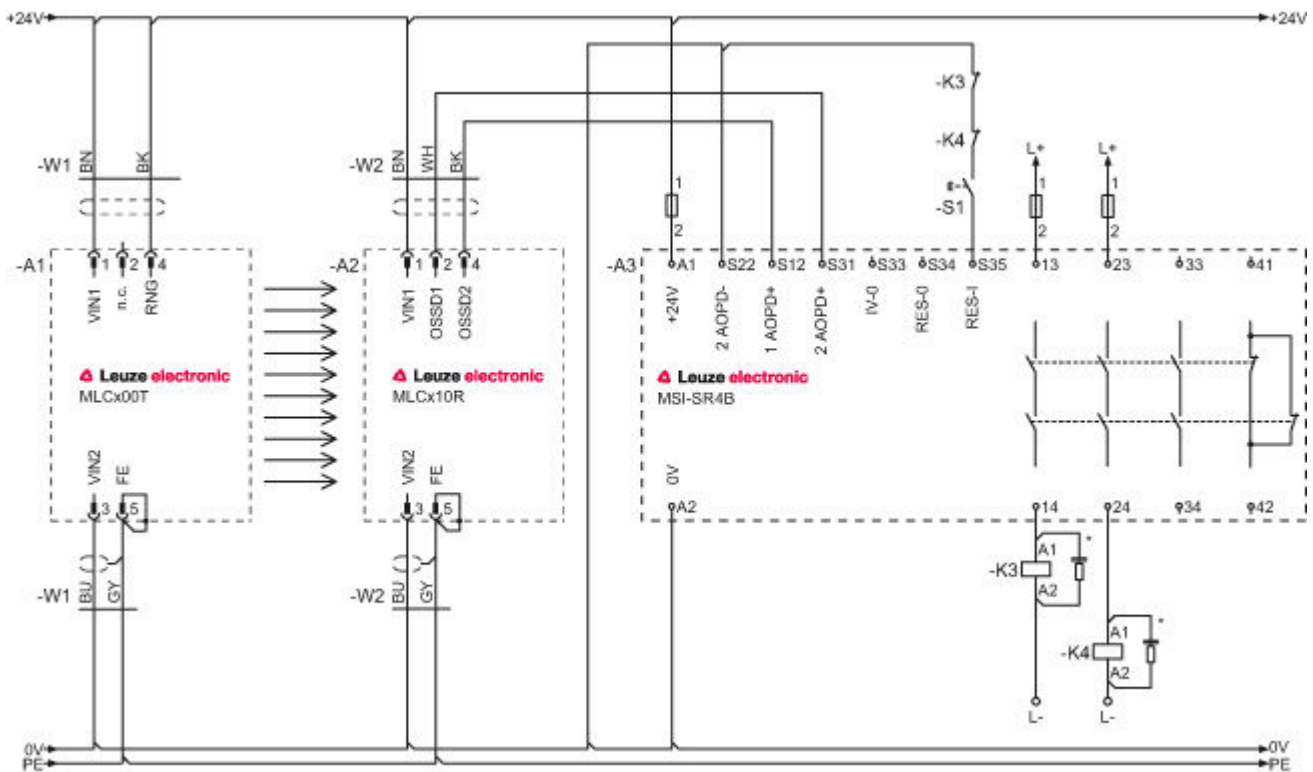 +24V
+24V
-K3
-K4
L+
L+
-W1
BN
BK
-W2
BN
WH
BK
1
2
E
-S1
1
2
1
2
-A1
1
2
4
-A2
1
2
4
-A3
A1
S22
S12
S31
S33
S34
S35
13
23
33
41
VIN1
n.c.
RNG
VIN1
OSSD1
OSSD2
+24V
2 AOPD-
1 AOPD+
2 AOPD+
IV-0
RES-0
RES-I
Leuze electronic
MLCx00T
Leuze electronic
MLCx10R
Leuze electronic
MSI-SR4B
VIN2
FE
VIN2
FE
0V
3
5
3
5
A2
14
24
34
42
-K3
A1
A2
*
-W1
BU
GY
-W2
BU
GY
-K4
A1
A2
*
L-
L-
0V
0V
PE
PE